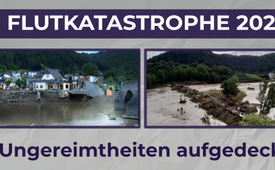 FLUTKATASTROPHE 202
Ungereimtheiten aufgedeck